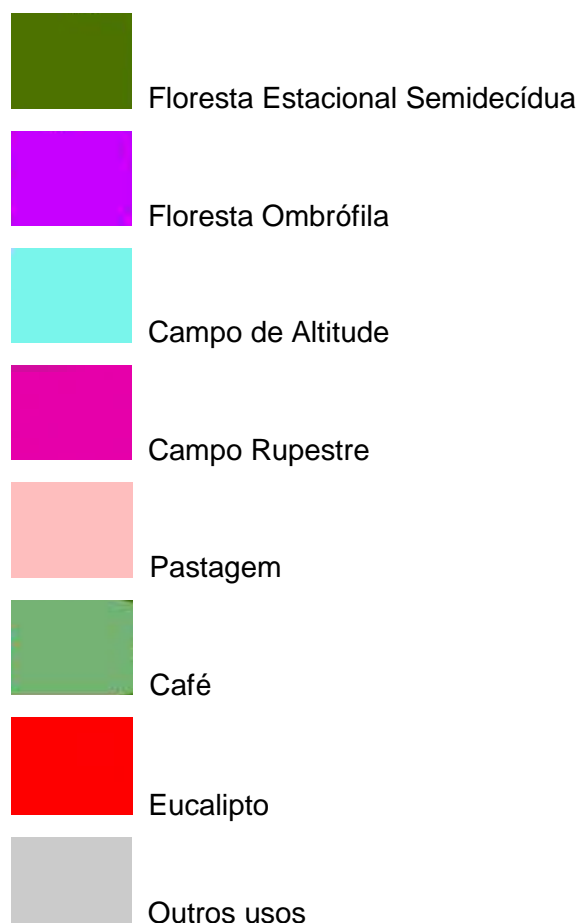 Floresta Estacional Semidecídua
Floresta Ombrófila
Campo de Altitude
Campo Rupestre
Pastagem
Café
Eucalipto
Outros usos